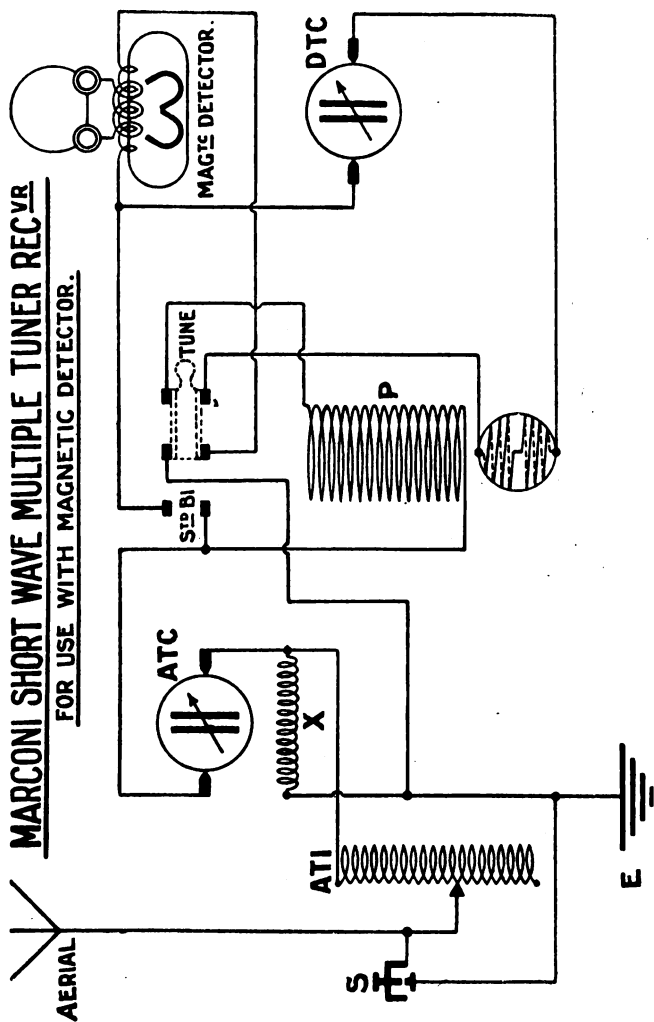 MARCONI SHORT WAVE MULTIPLE TUNER RECVR
FOR USE WITH MAGNETIC DETECTOR.
AERIAL
S
ATI
E
X
ATC
STD BI
TUNE
P
MAGTC DETECTOR.
DTC